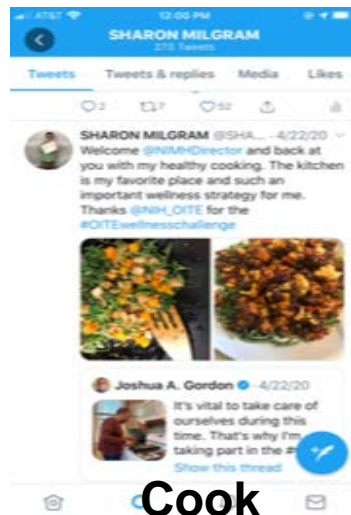 AT&T
12:00 PM
SHARON MILGRAM
273 Tweets
Tweets Tweets & replies Media Likes
2 7 52
SHARON MILGRAM @SHA... · 4/22/20
Welcome @NIMHDirector and back at
you with my healthy cooking. The kitchen
is my favorite place and such an
important wellness strategy for me.
Thanks @NIH_OITE for the
#OITEwellnesschallenge
Joshua A. Gordon · 4/22/20
It's vital to take care of
ourselves during this
time. That's why I'm
taking part in the #
Show this thread
Cook